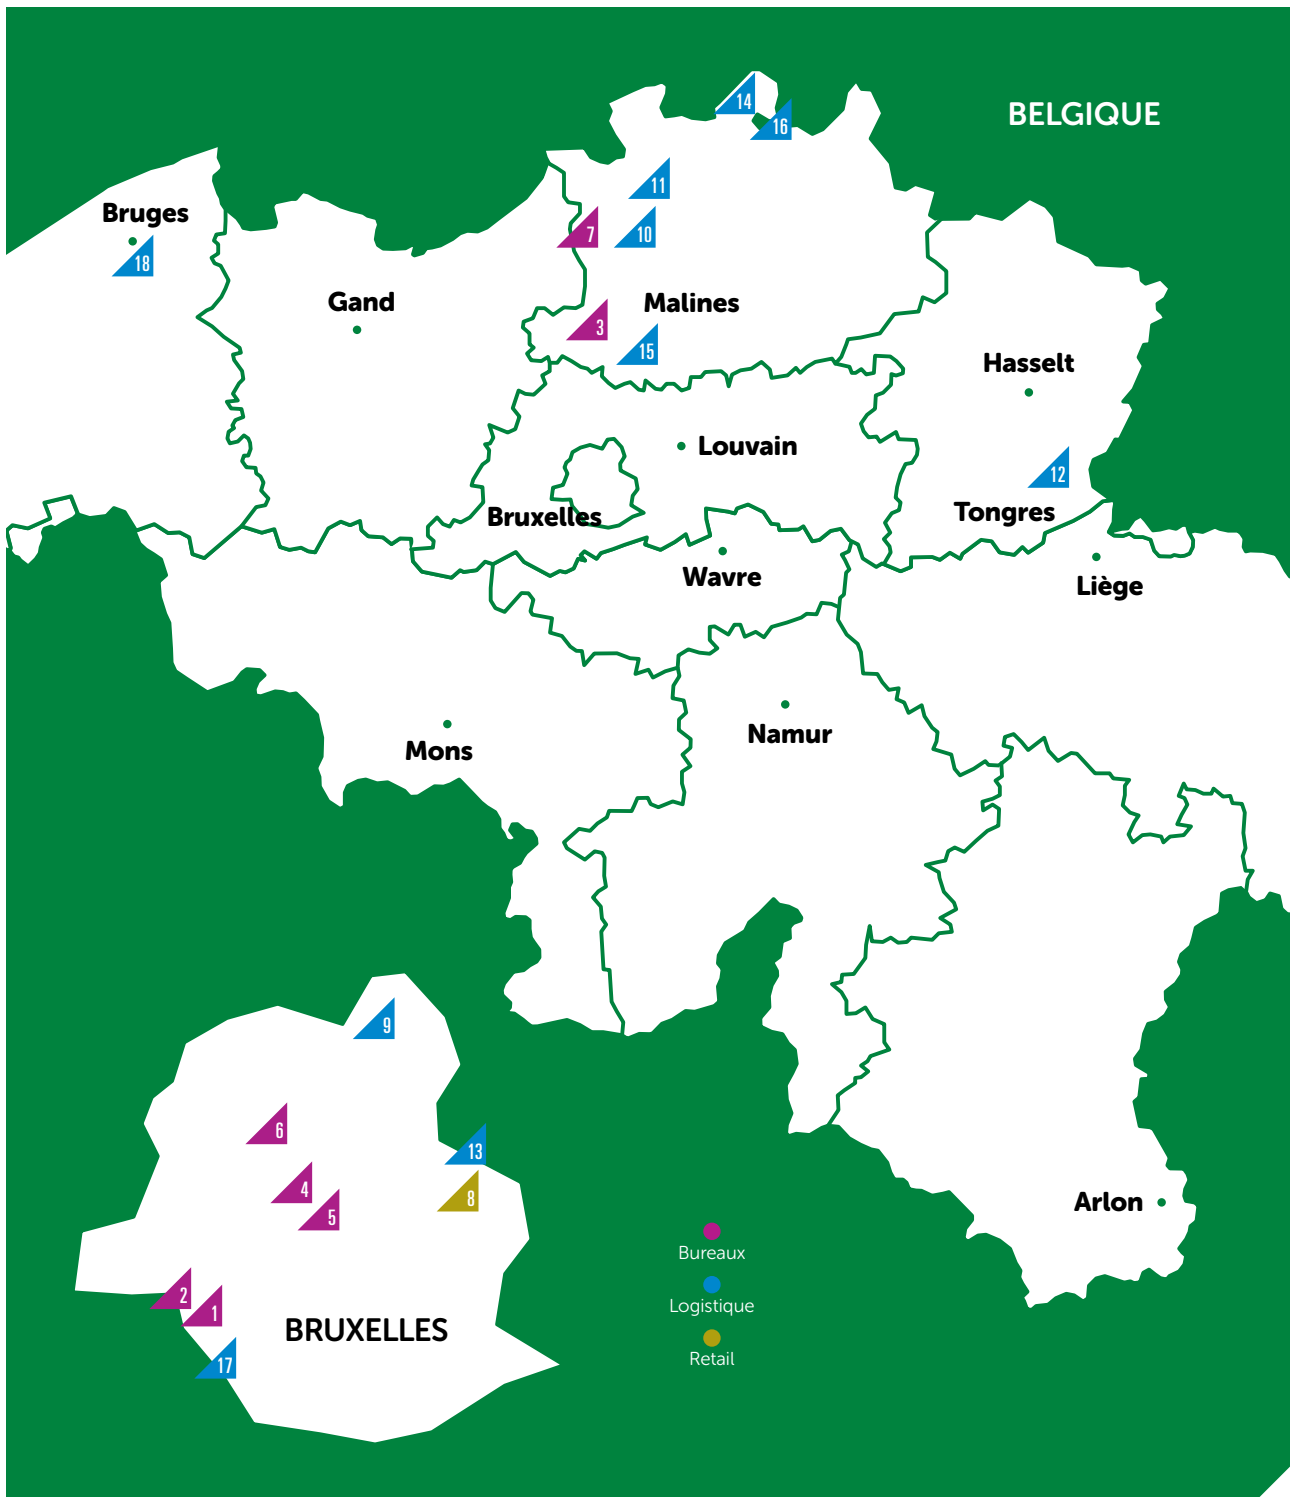 BELGIQUE
14
16
11
Bruges
7
10
18
Gand
Malines
3
15
Hasselt
Louvain
12
Bruxelles
Tongres
Wavre
Liège
Namur
Mons
9
6
13
4
8
5
Arlon
Bureaux
2
1
Logistique
BRUXELLES
17
Retail